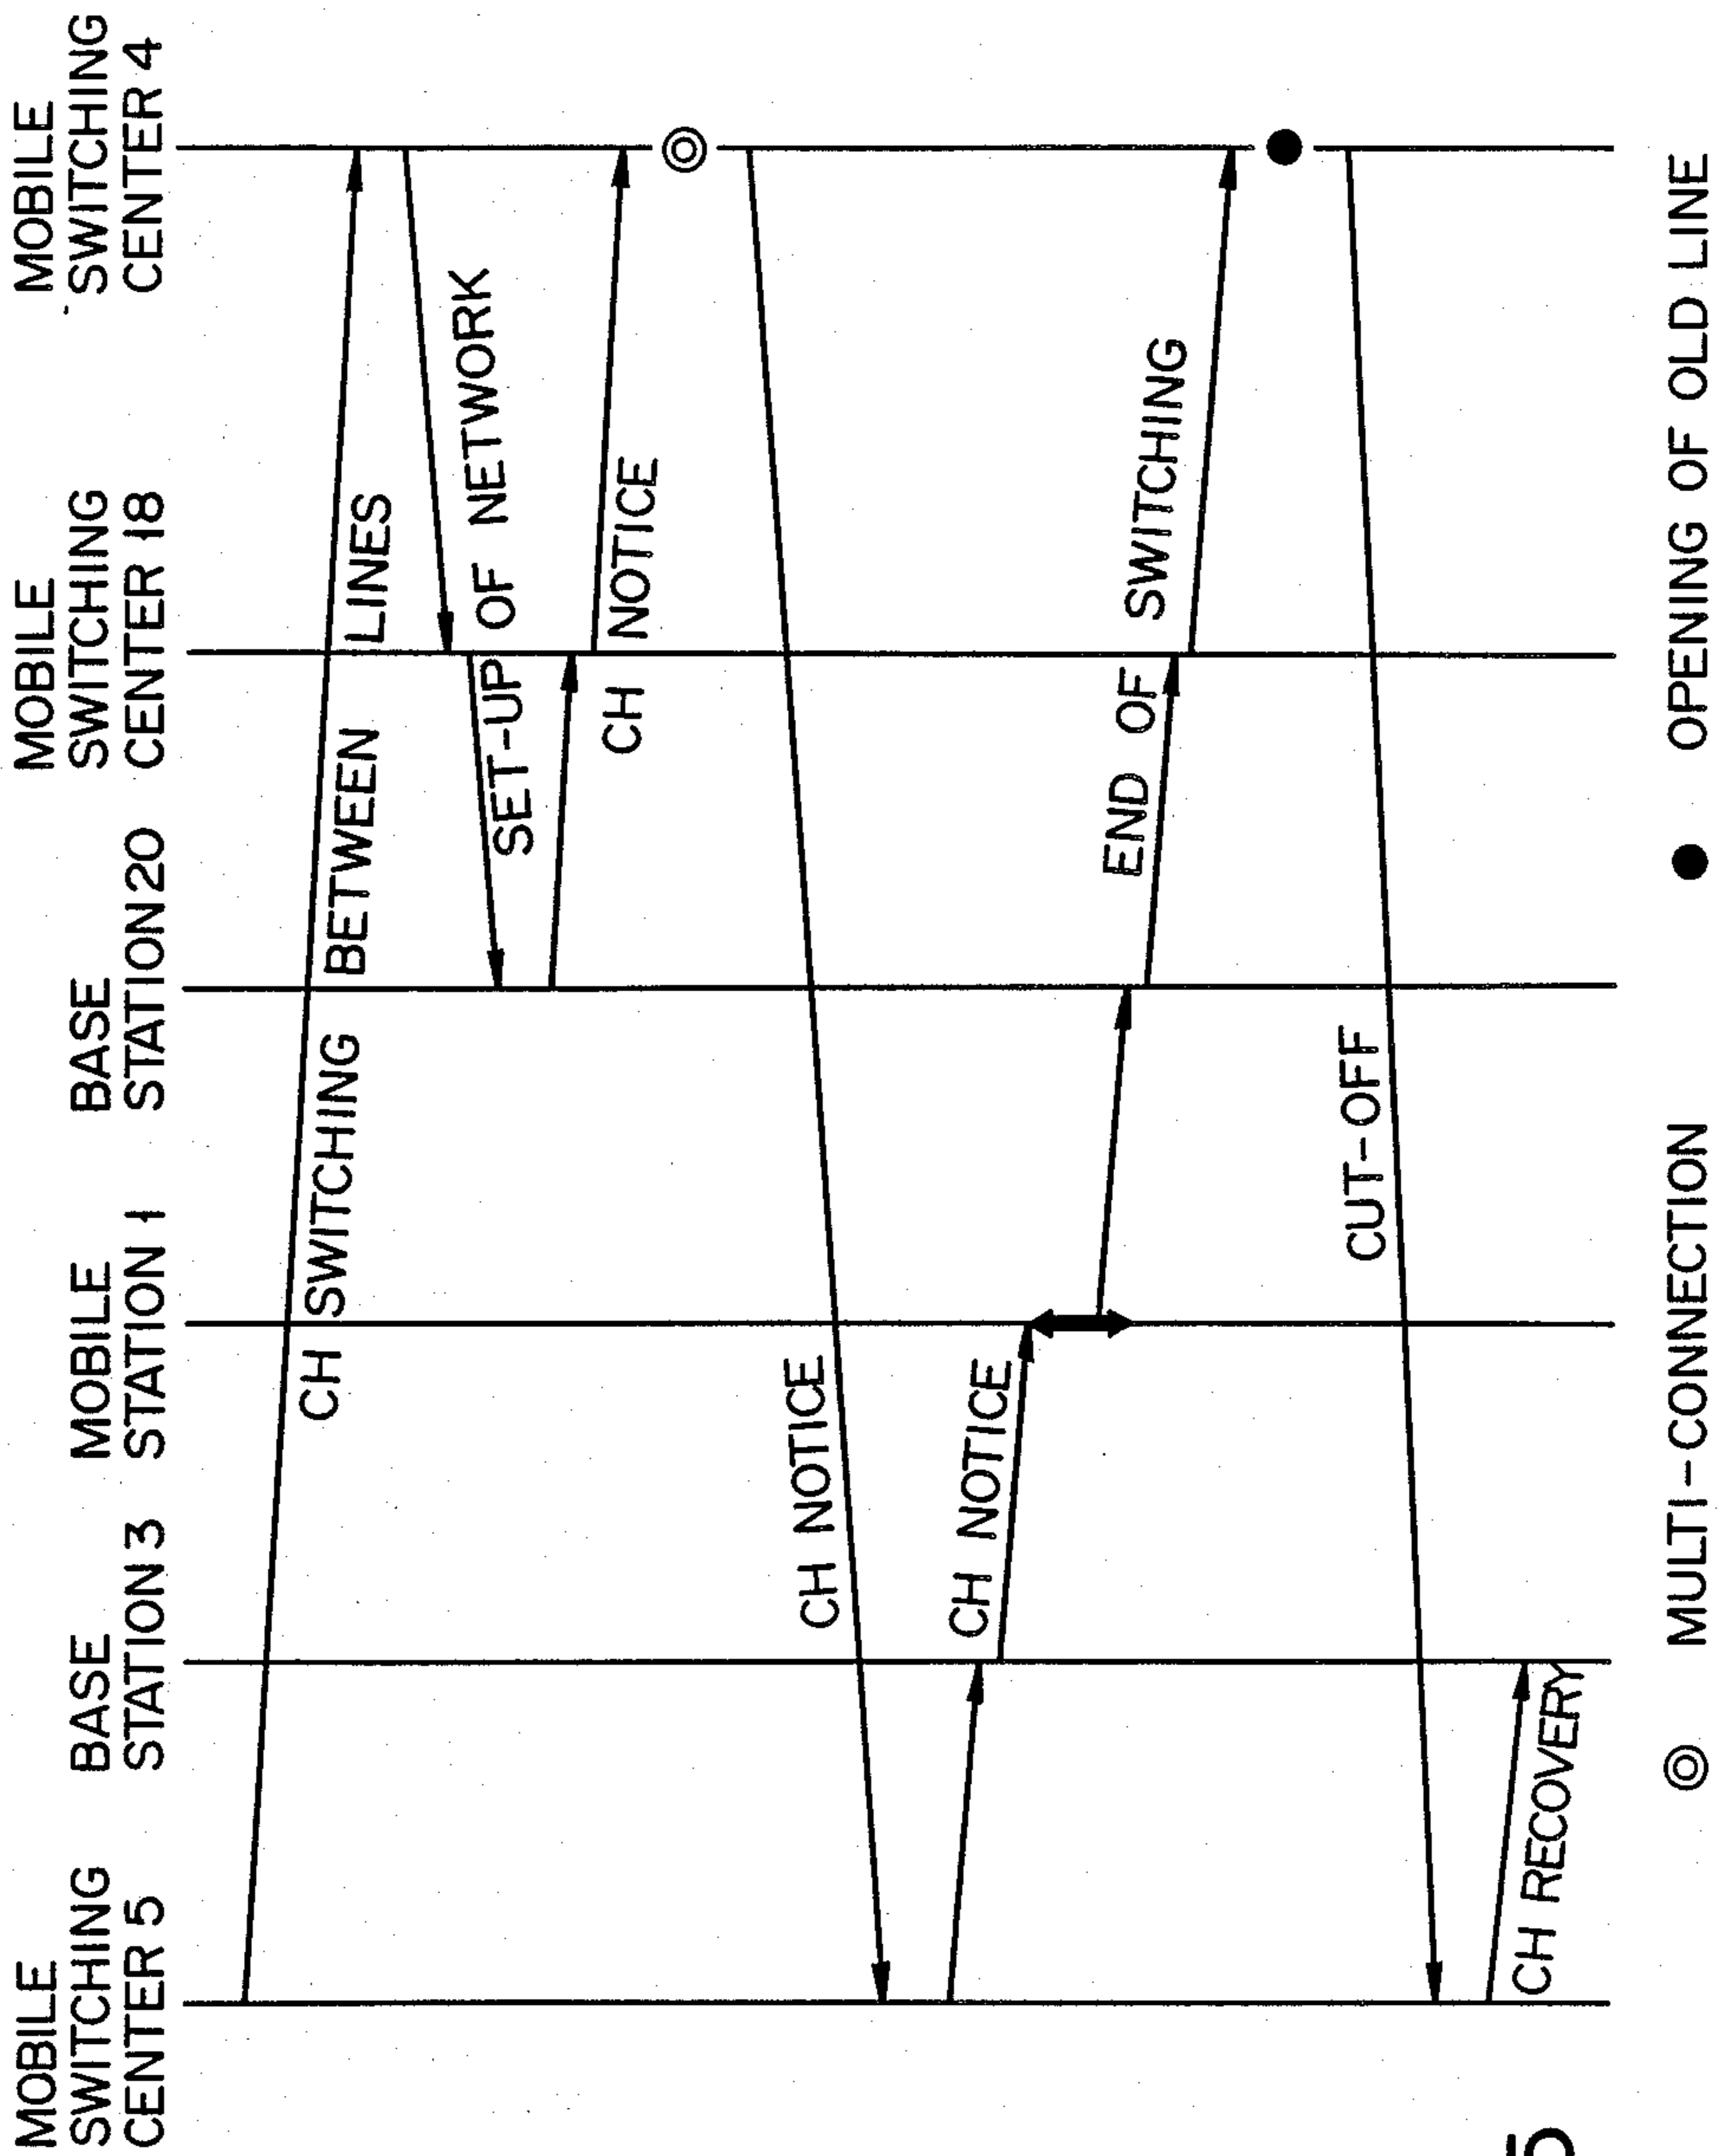 MOBILE
SWITCHING
CENTER 5
BASE
STATION 3
MOBILE
STATION 1
BASE
STATION 20
MOBILE
SWITCHING
CENTER 18
MOBILE
SWITCHING
CENTER 4
CH SWITCHING BETWEEN LINES
SET-UP OF NETWORK
CH NOTICE
CH NOTICE
CH NOTICE
END OF SWITCHING
CUT-OFF
CH RECOVERY
MULTI-CONNECTION
OPENING OF OLD LINE
5